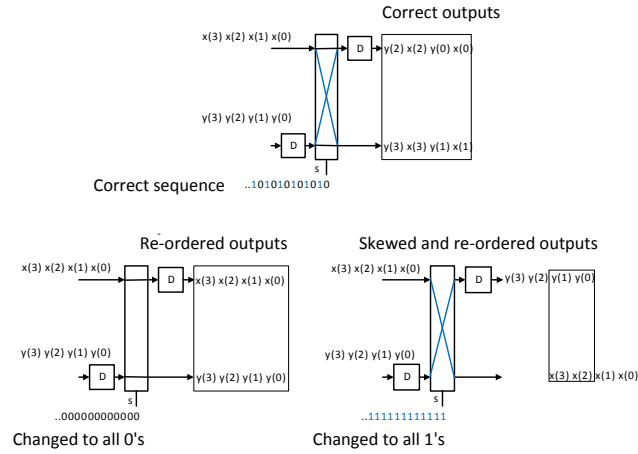 Correct outputs
x(3) x(2) x(1) x(0)
D
y(2) x(2) y(0) x(0)
y(3) y(2) y(1) y(0)
D
y(3) x(3) y(1) x(1)
s
Correct sequence
..101010101010
Re-ordered outputs
x(3) x(2) x(1) x(0)
D
x(3) x(2) x(1) x(0)
y(3) y(2) y(1) y(0)
D
y(3) y(2) y(1) y(0)
s
..000000000000
Changed to all 0's
Skewed and re-ordered outputs
x(3) x(2) x(1) x(0)
D
y(3) y(2) y(1) y(0)
y(3) y(2) y(1) y(0)
D
x(3) x(2) x(1) x(0)
s
..111111111111
Changed to all 1's